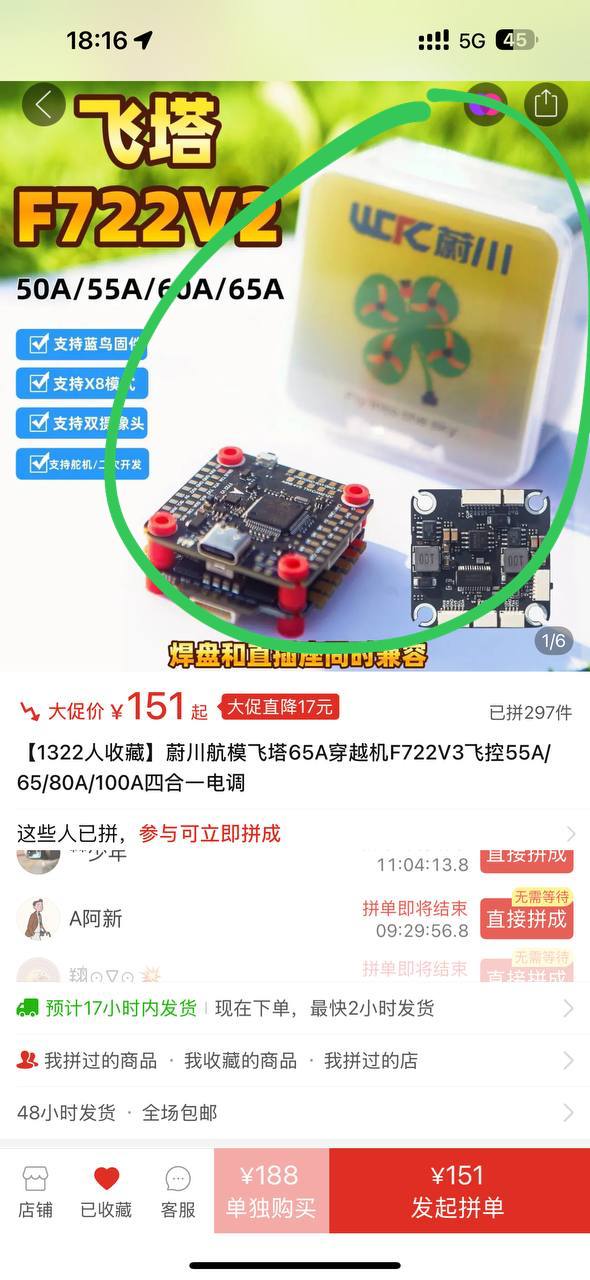 18:16
5G
45
飞塔
F722V2
50A/55A/60A/65A
支持蓝鸟固件
支持X8模式
支持双摄像头
支持舵机/二次开发
WCFC 蔚川
焊盘和直插座同时兼容
1/6
大促价 ¥151起
大促直降17元
已拼297件
【1322人收藏】蔚川航模飞塔65A穿越机F722V3飞控55A/
65/80A/100A四合一电调
这些人已拼，参与可立即拼成
**少年
11:04:13.8
直接拼成
A阿新
拼单即将结束
09:29:56.8
无需等待
直接拼成
翔⊙∇⊙💥
拼单即将结束
无需等待
直接拼成
预计17小时内发货 | 现在下单，最快2小时发货
我拼过的商品 · 我收藏的商品 · 我拼过的店
48小时发货 · 全场包邮
店铺
已收藏
客服
¥188
单独购买
¥151
发起拼单